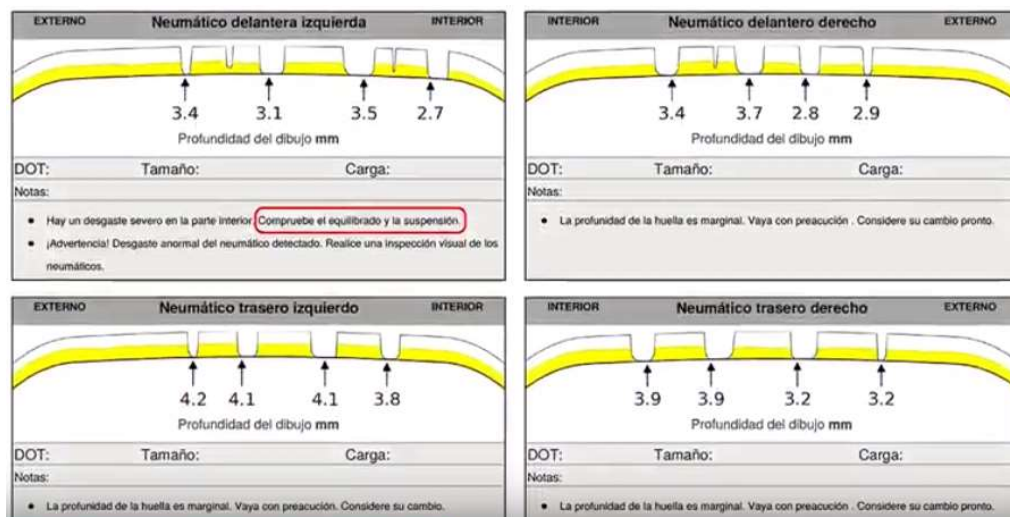 EXTERNO Neumático delantera izquierda INTERIOR
3.4 3.1 3.5 2.7
Profundidad del dibujo mm
DOT: Tamaño: Carga:
Notas:
• Hay un desgaste severo en la parte interior. Compruebe el equilibrado y la suspensión.
• ¡Advertencia! Desgaste anormal del neumático detectado. Realice una inspección visual de los
neumáticos.
INTERIOR Neumático delantero derecho EXTERNO
3.4 3.7 2.8 2.9
Profundidad del dibujo mm
DOT: Tamaño: Carga:
Notas:
• La profundidad de la huella es marginal. Vaya con preacución . Considere su cambio pronto.
EXTERNO Neumático trasero izquierdo INTERIOR
4.2 4.1 4.1 3.8
Profundidad del dibujo mm
DOT: Tamaño: Carga:
Notas:
• La profundidad de la huella es marginal. Vaya con preacución. Considere su cambio.
INTERIOR Neumático trasero derecho EXTERNO
3.9 3.9 3.2 3.2
Profundidad del dibujo mm
DOT: Tamaño: Carga:
Notas:
• La profundidad de la huella es marginal. Vaya con preacución . Considere su cambio pronto.